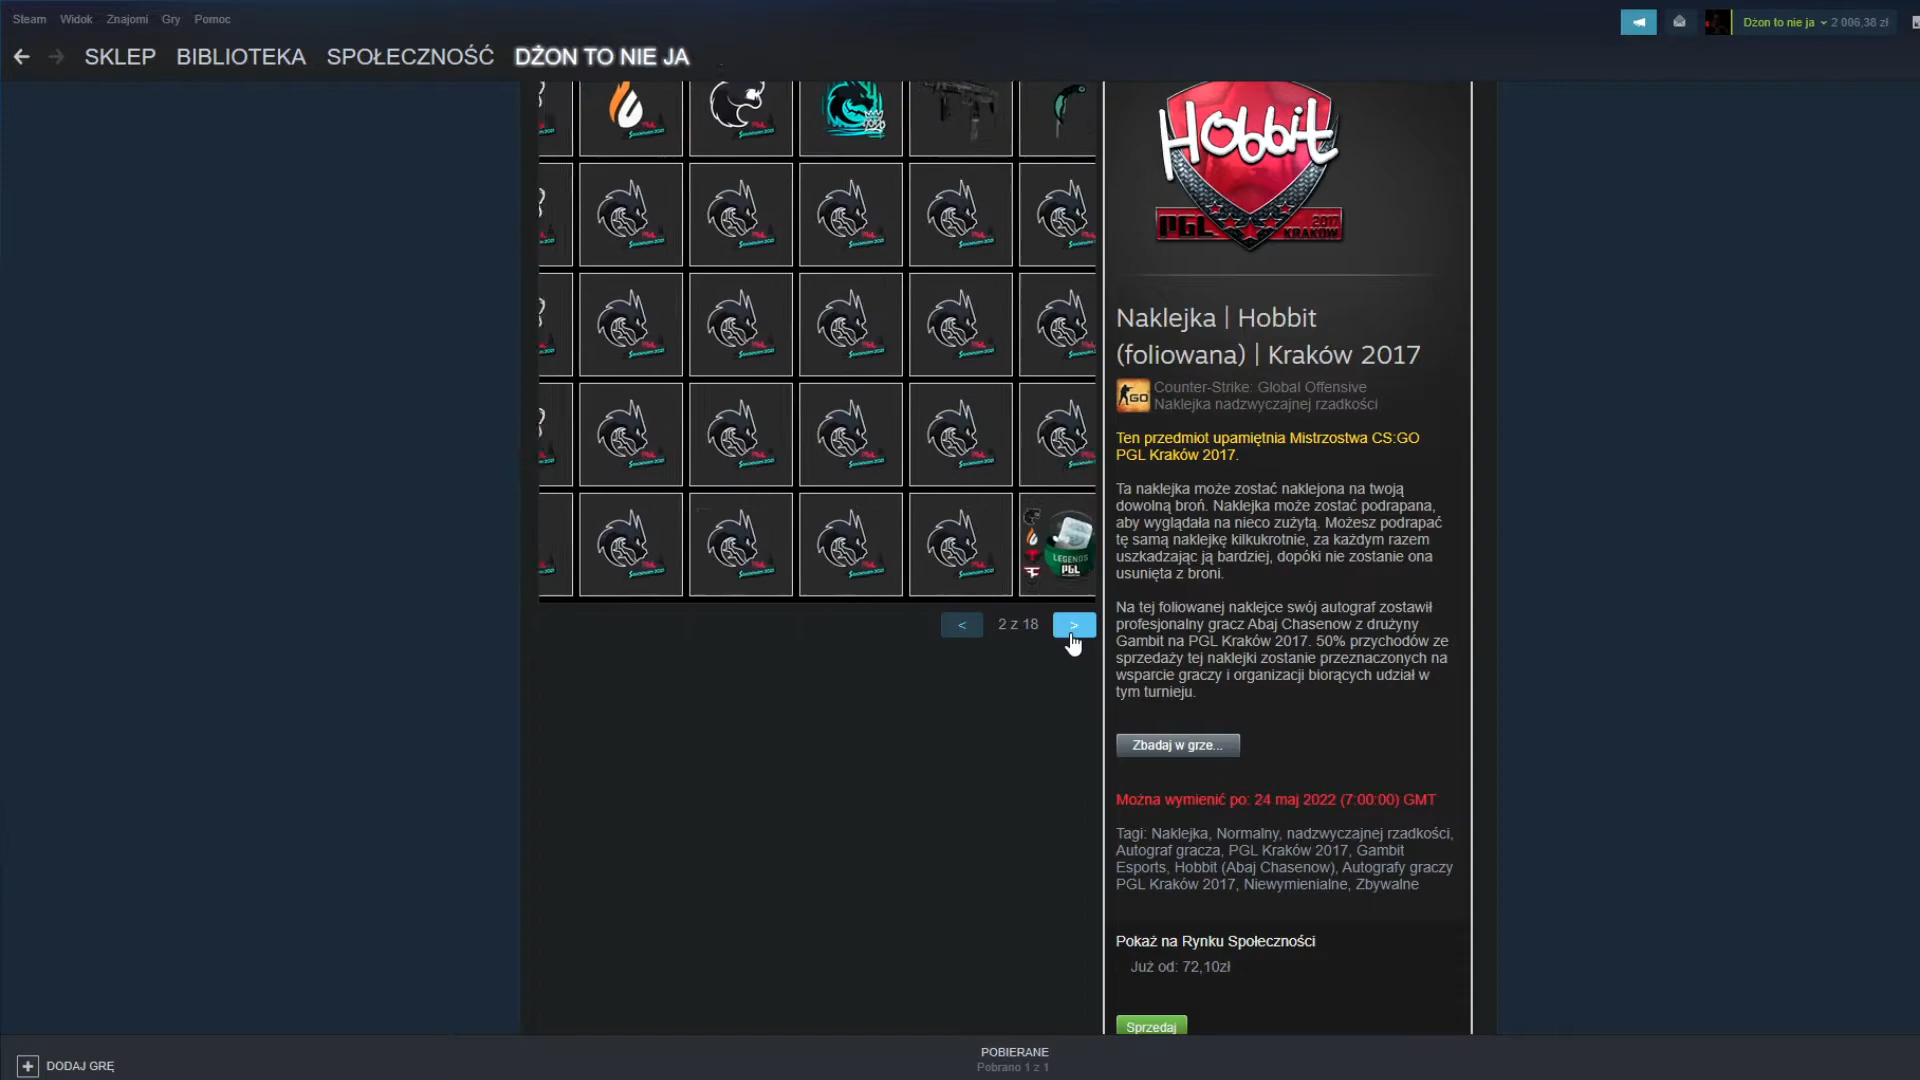 Steam Widok Znajomi Gry Pomoc
Dżon to nie ja 2 006,38 zł
SKLEP BIBLIOTEKA SPOŁECZNOŚĆ DŻON TO NIE JA
Hobbit
PGL 2017 KRAKÓW
Naklejka | Hobbit
(foliowana) | Kraków 2017
GO
Counter-Strike: Global Offensive
Naklejka nadzwyczajnej rzadkości
Ten przedmiot upamiętnia Mistrzostwa CS:GO
PGL Kraków 2017.
Ta naklejka może zostać naklejona na twoją
dowolną broń. Naklejka może zostać podrapana,
aby wyglądała na nieco zużytą. Możesz podrapać
tę samą naklejkę kilkukrotnie, za każdym razem
uszkadzając ją bardziej, dopóki nie zostanie ona
usunięta z broni.
Na tej foliowanej naklejce swój autograf zostawił
profesjonalny gracz Abaj Chasenow z drużyny
Gambit na PGL Kraków 2017. 50% przychodów ze
sprzedaży tej naklejki zostanie przeznaczonych na
wsparcie graczy i organizacji biorących udział w
tym turnieju.
LEGENDS
PGL
< 2 z 18 >
Zbadaj w grze...
Można wymienić po: 24 maj 2022 (7:00:00) GMT
Tagi: Naklejka, Normalny, nadzwyczajnej rzadkości,
Autograf gracza, PGL Kraków 2017, Gambit
Esports, Hobbit (Abaj Chasenow), Autografy graczy
PGL Kraków 2017, Niewymienialne, Zbywalne
Pokaż na Rynku Społeczności
Już od: 72,10zł
Sprzedaj
DODAJ GRĘ
POBIERANE
Pobrano 1 z 1